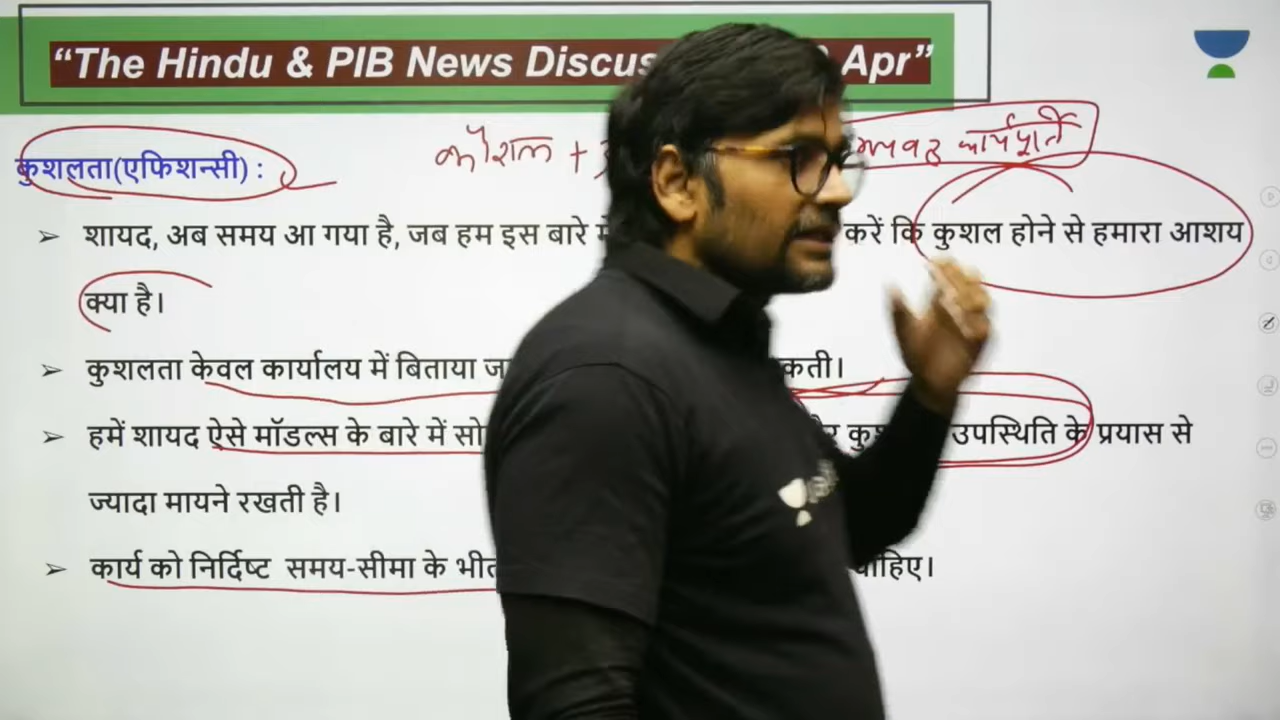 “The Hindu & PIB News Discus Apr”
कौशल +
कार्यपूर्ति
कुशलता(एफिशन्सी) :
➢ शायद, अब समय आ गया है, जब हम इस बारे में करें कि कुशल होने से हमारा आशय
क्या है।
➢ कुशलता केवल कार्यालय में बिताया
➢ हमें शायद ऐसे मॉडल्स के बारे में उपस्थिति के प्रयास से
ज्यादा मायने रखती है।
➢ कार्य को निर्दिष्ट समय-सीमा के चाहिए।